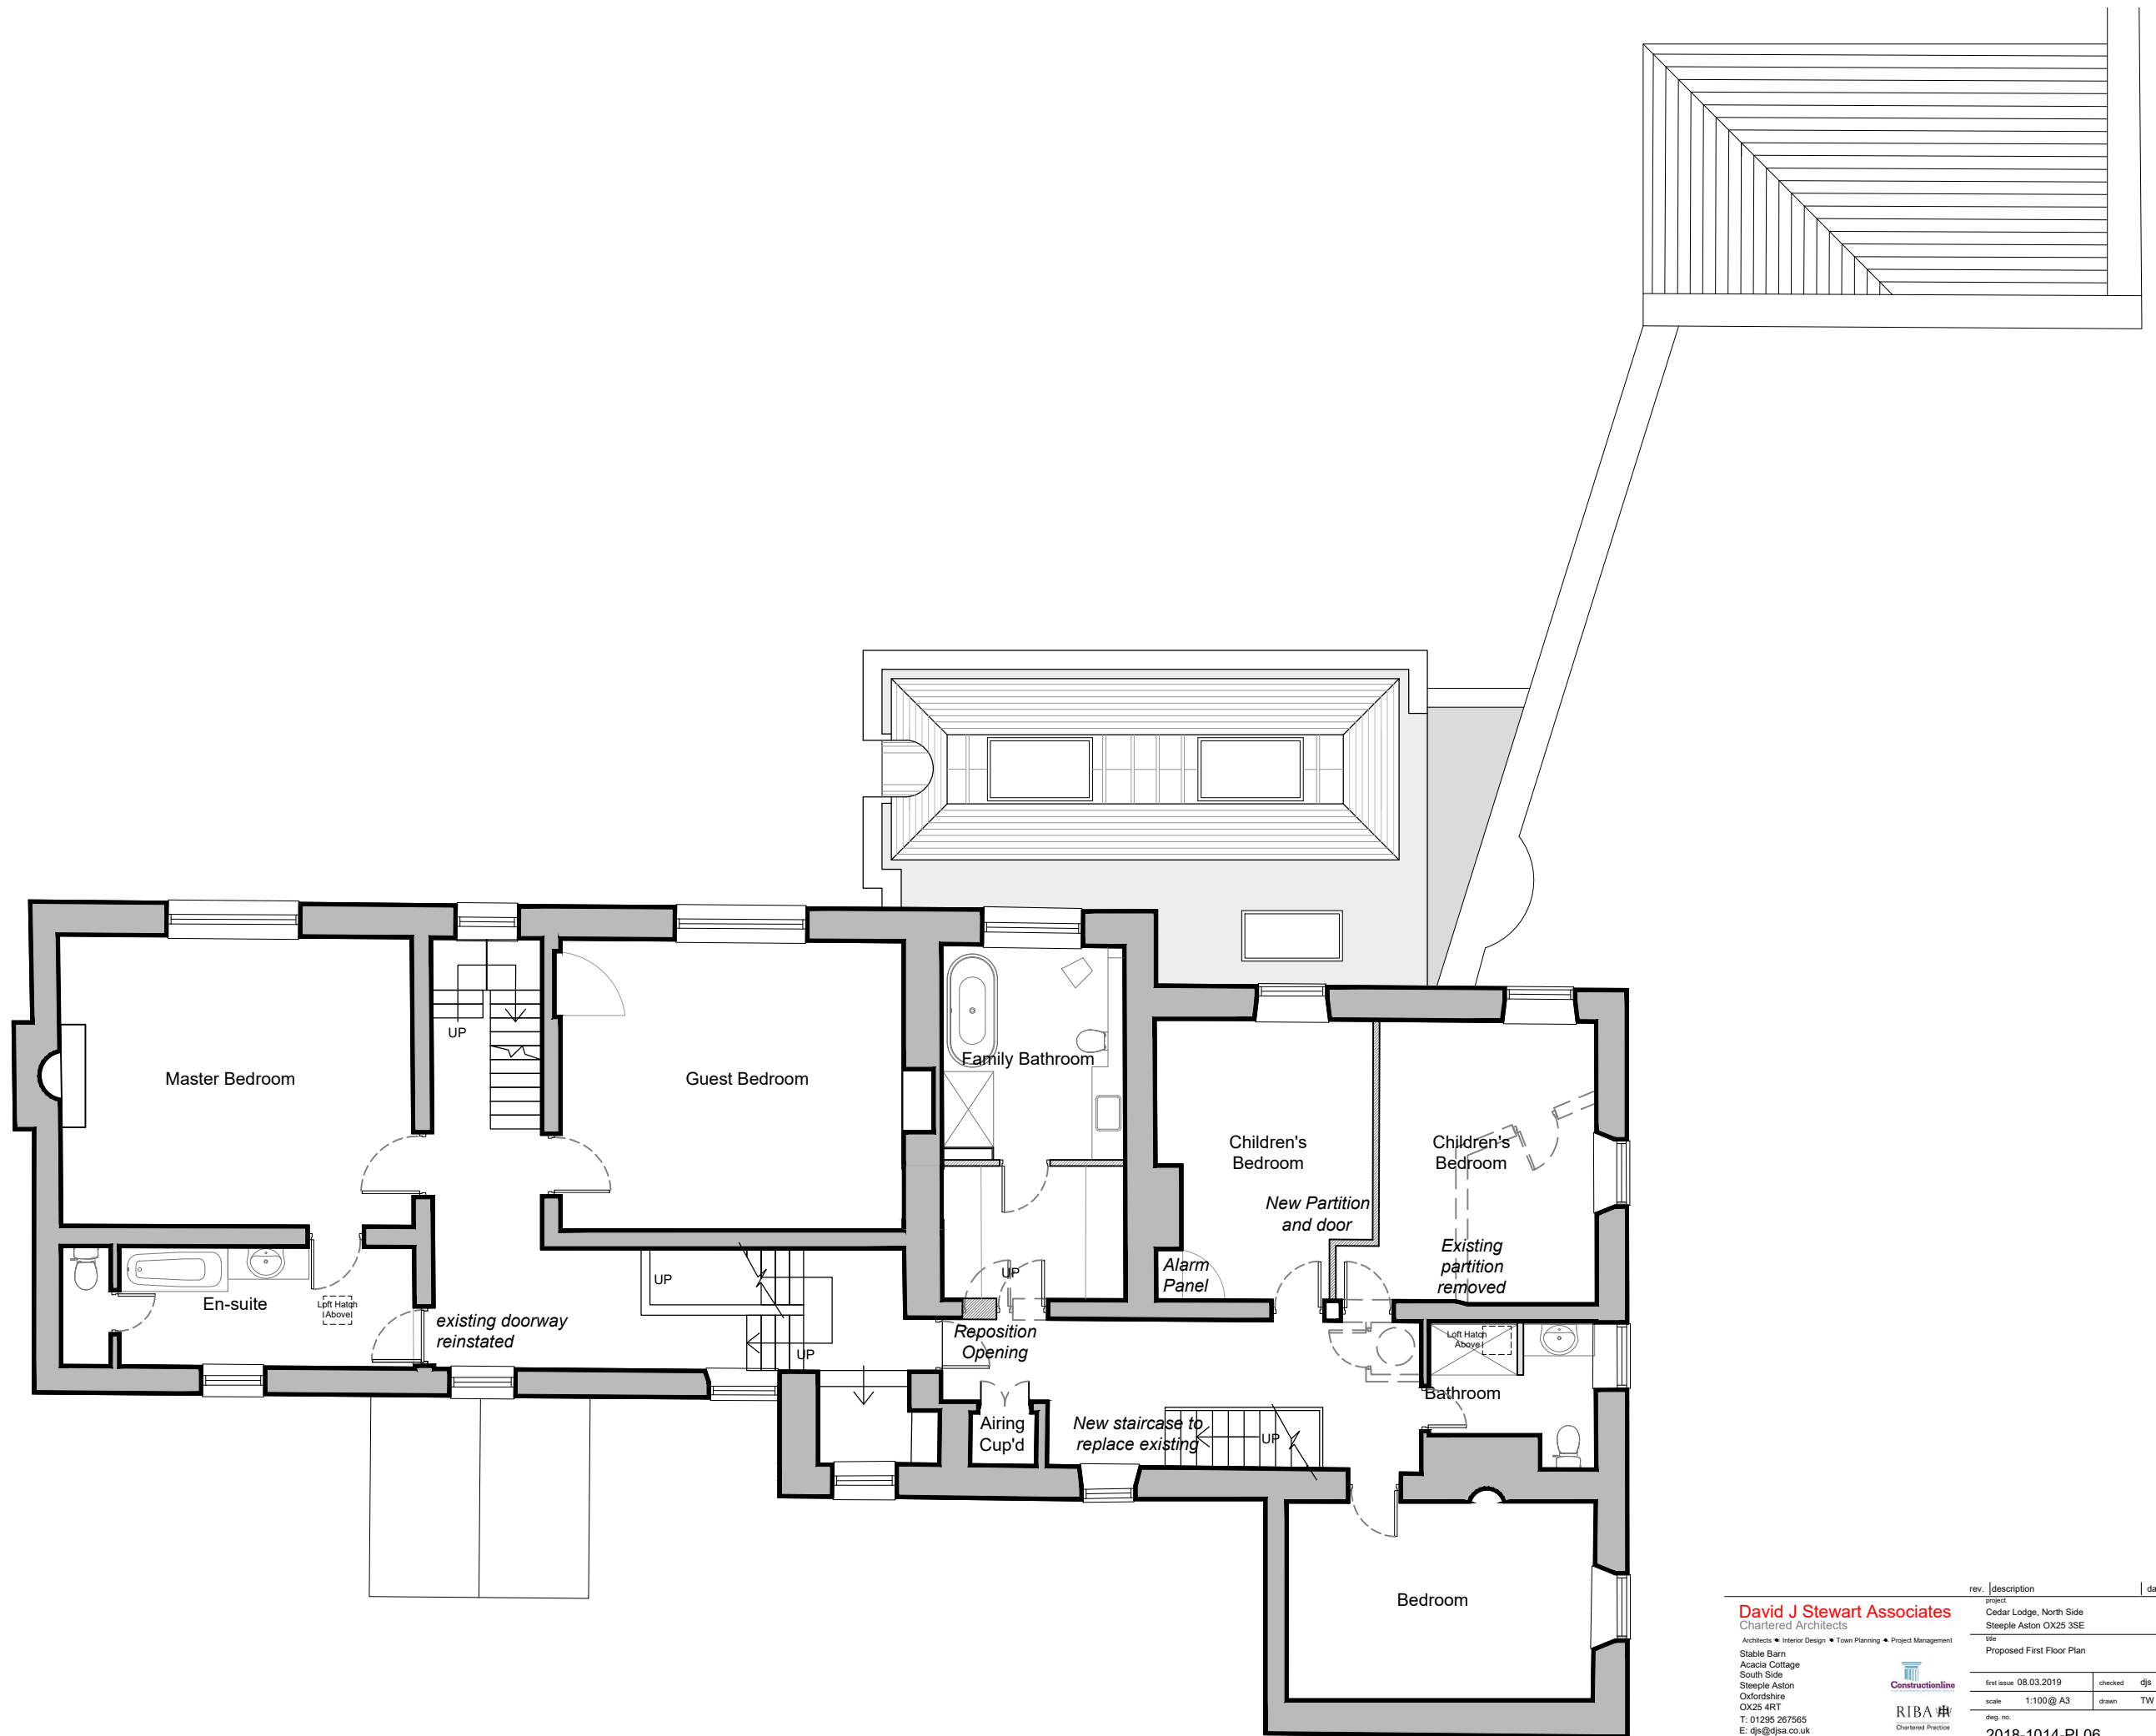 UP
Master Bedroom
Guest Bedroom
Family Bathroom
Children's
Bedroom
Children's
Bedroom
New Partition
and door
Existing
partition
removed
Alarm
Panel
UP
UP
En-suite
Loft Hatch
Above
existing doorway
reinstated
UP
Reposition
Opening
Loft Hatch
Above
Bathroom
Airing
Cup'd
New staircase to
replace existing
UP
Bedroom
rev. description da
David J Stewart Associates
Chartered Architects
Architects Interior Design Town Planning Project Management
Stable Barn
Acacia Cottage
South Side
Steeple Aston
Oxfordshire
OX25 4RT
T: 01295 267565
E: djs@djsa.co.uk
Constructionline
RIBA
Chartered Practice
project
Cedar Lodge, North Side
Steeple Aston OX25 3SE
title
Proposed First Floor Plan
first issue 08.03.2019 checked djs
scale 1:100@ A3 drawn TW
dwg. no.
2018-1014-PL06